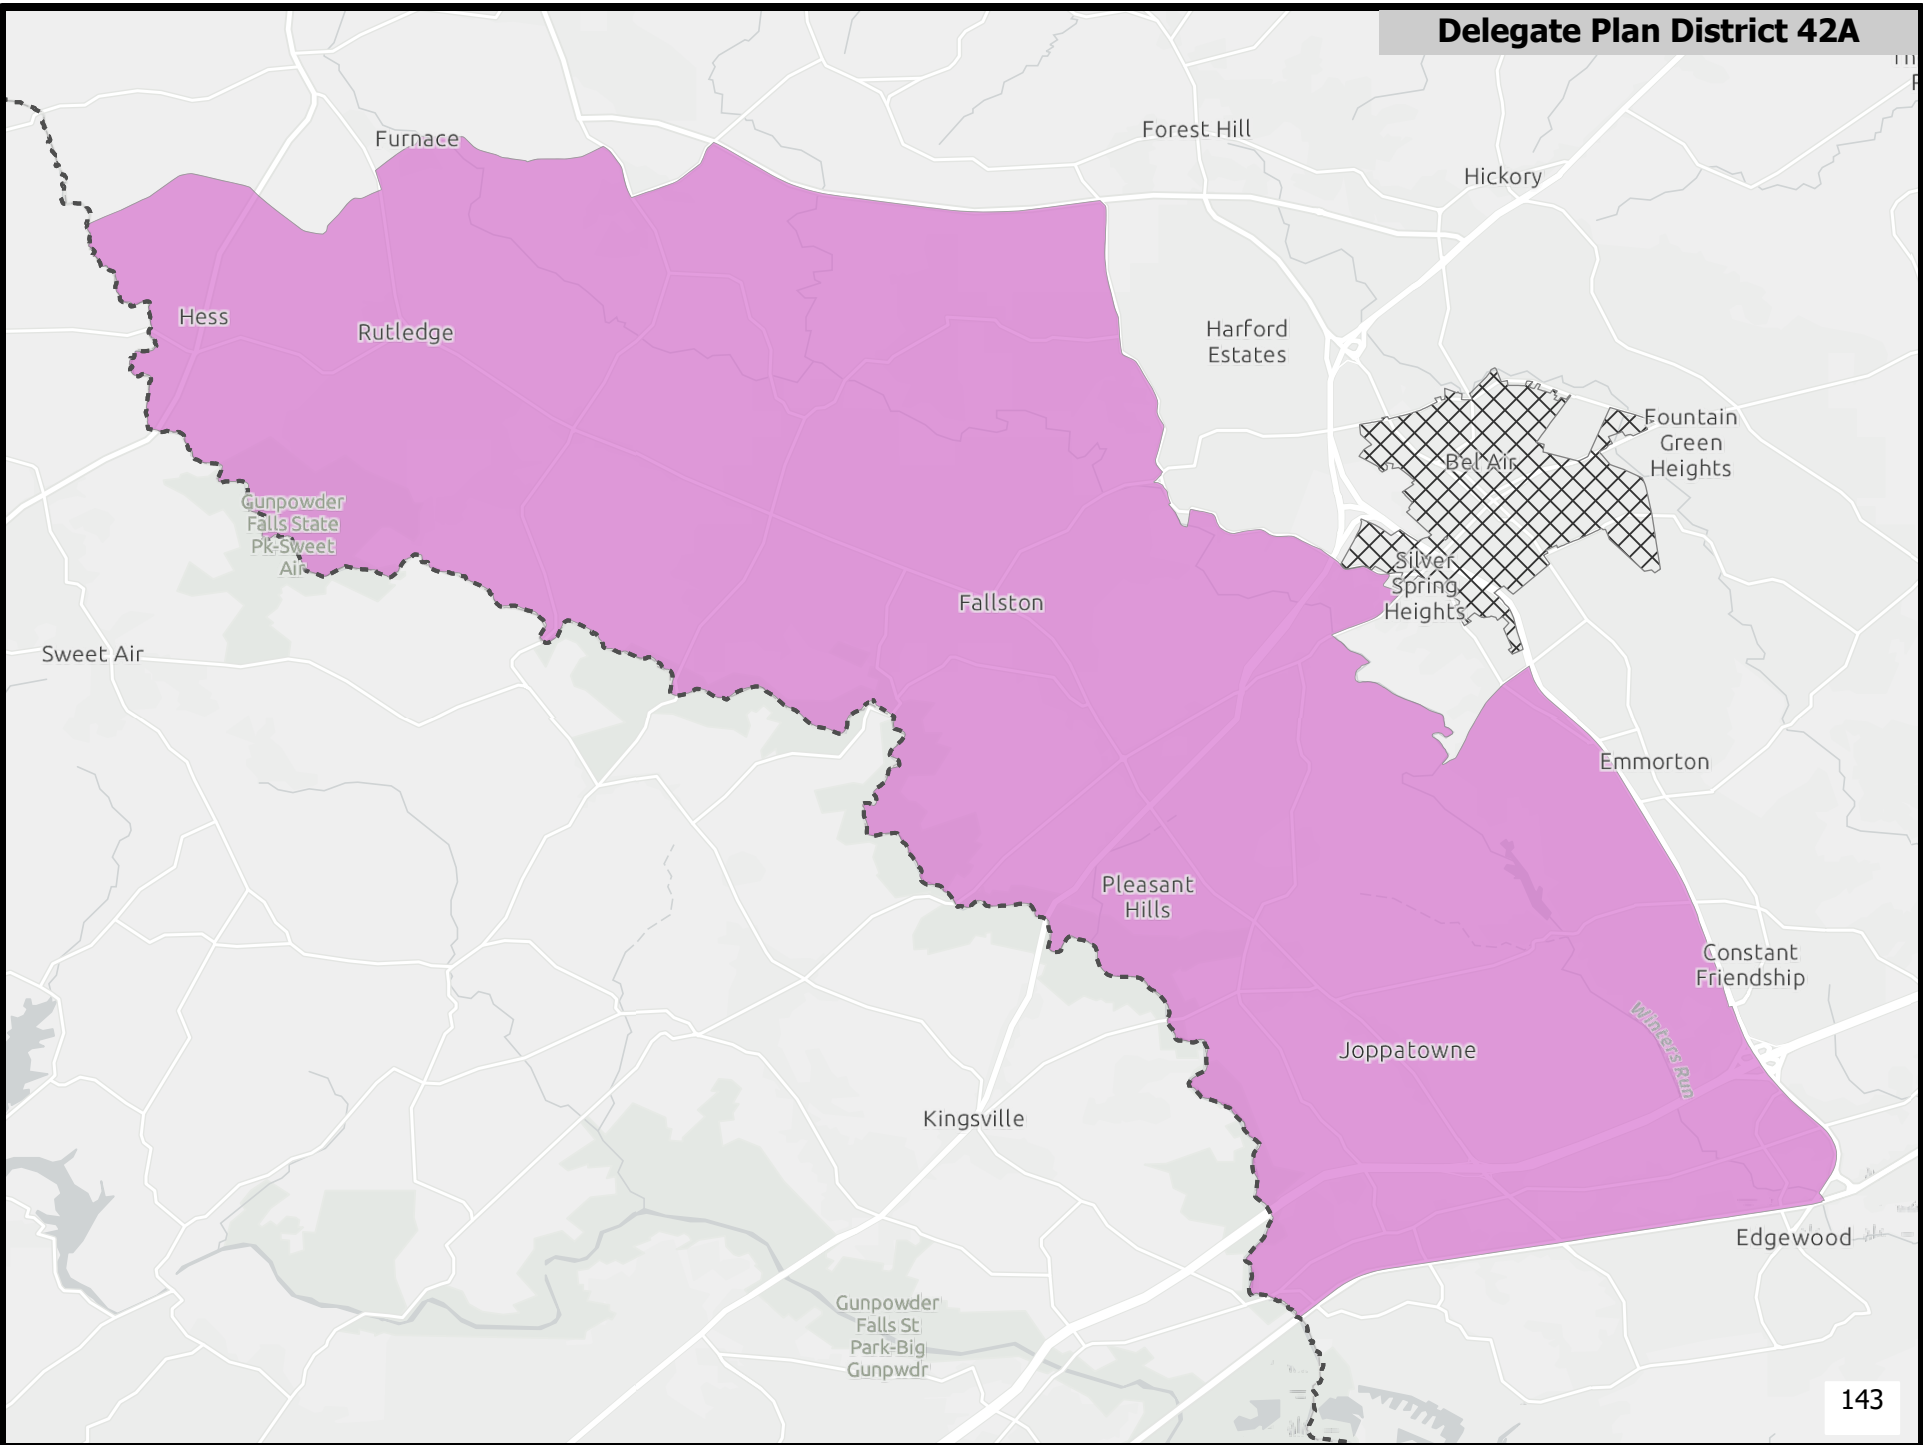 Delegate Plan District 42A
Furnace
Forest Hill
Hickory
Hess
Rutledge
Harford
Estates
Fountain
Green
Heights
Bel Air
Gunpowder
Falls State
Pk-Sweet
Air
Silver
Spring
Heights
Fallston
Sweet Air
Emmorton
Pleasant
Hills
Constant
Friendship
Winters Run
Joppatowne
Kingsville
Edgewood
Gunpowder
Falls St
Park-Big
Gunpwdr
143